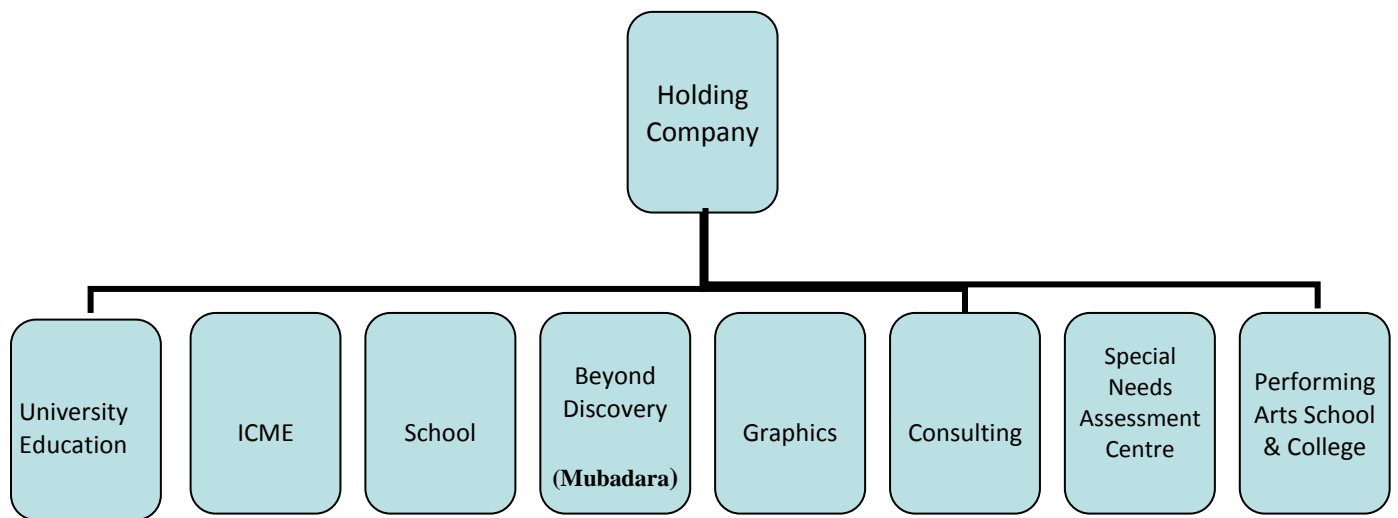 Holding
Company
University
Education
ICME
School
Beyond
Discovery
(Mubadara)
Graphics
Consulting
Special
Needs
Assessment
Centre
Performing
Arts School
& College